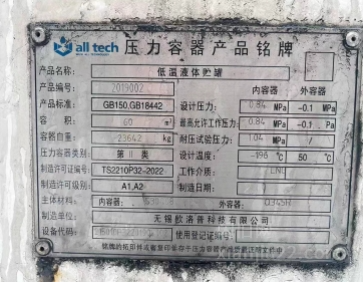 all tech 压力容器产品铭牌
产品名称: 低温液体贮罐
产品编号: 2019002 内容器 外容器
产品标准: GB150,GB18442 设计压力: 0.84 MPa -0.1 MPa
容 积: 60 m³ 最高允许工作压力: 0.84 MPa -0.1 MPa
容器自重: 23642 kg 耐压试验压力: 1.04 MPa
压力容器类别: 第 II 类 设计温度: -196 ℃ 50 ℃
制造许可证编号: TS2210P32-2022 工作介质: LNG
制造许可级别: A1,A2 制造日期:
主体材料: 内容器: 外容器: Q345R
制造单位: 无锡欧洛普科技有限公司
设备代码: 使用登记证编号: